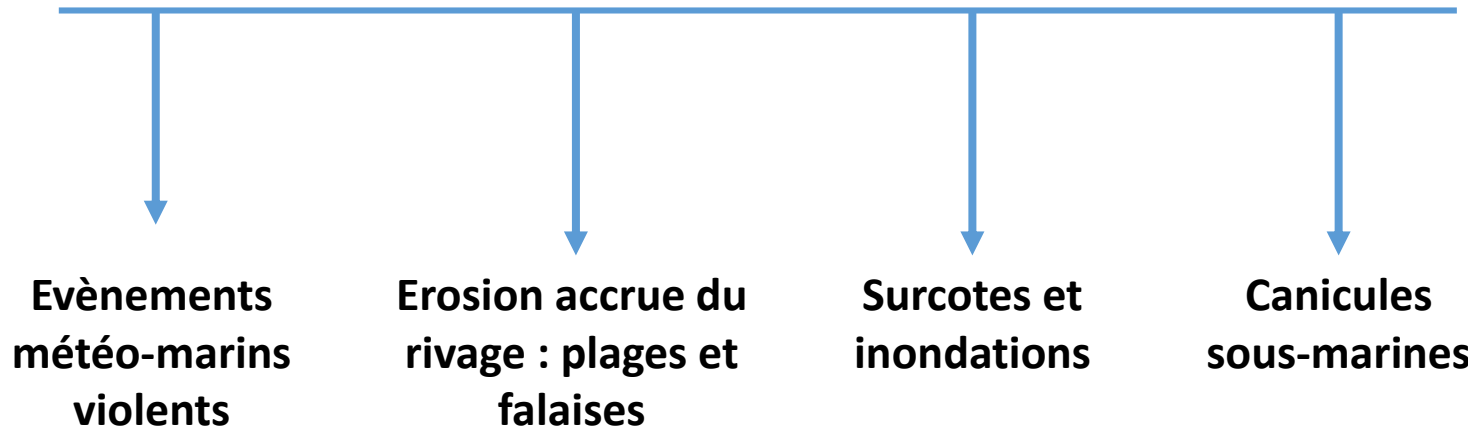 Evènements
météo-marins
violents
Erosion accrue du
rivage : plages et
falaises
Surcotes et
inondations
Canicules
sous-marines